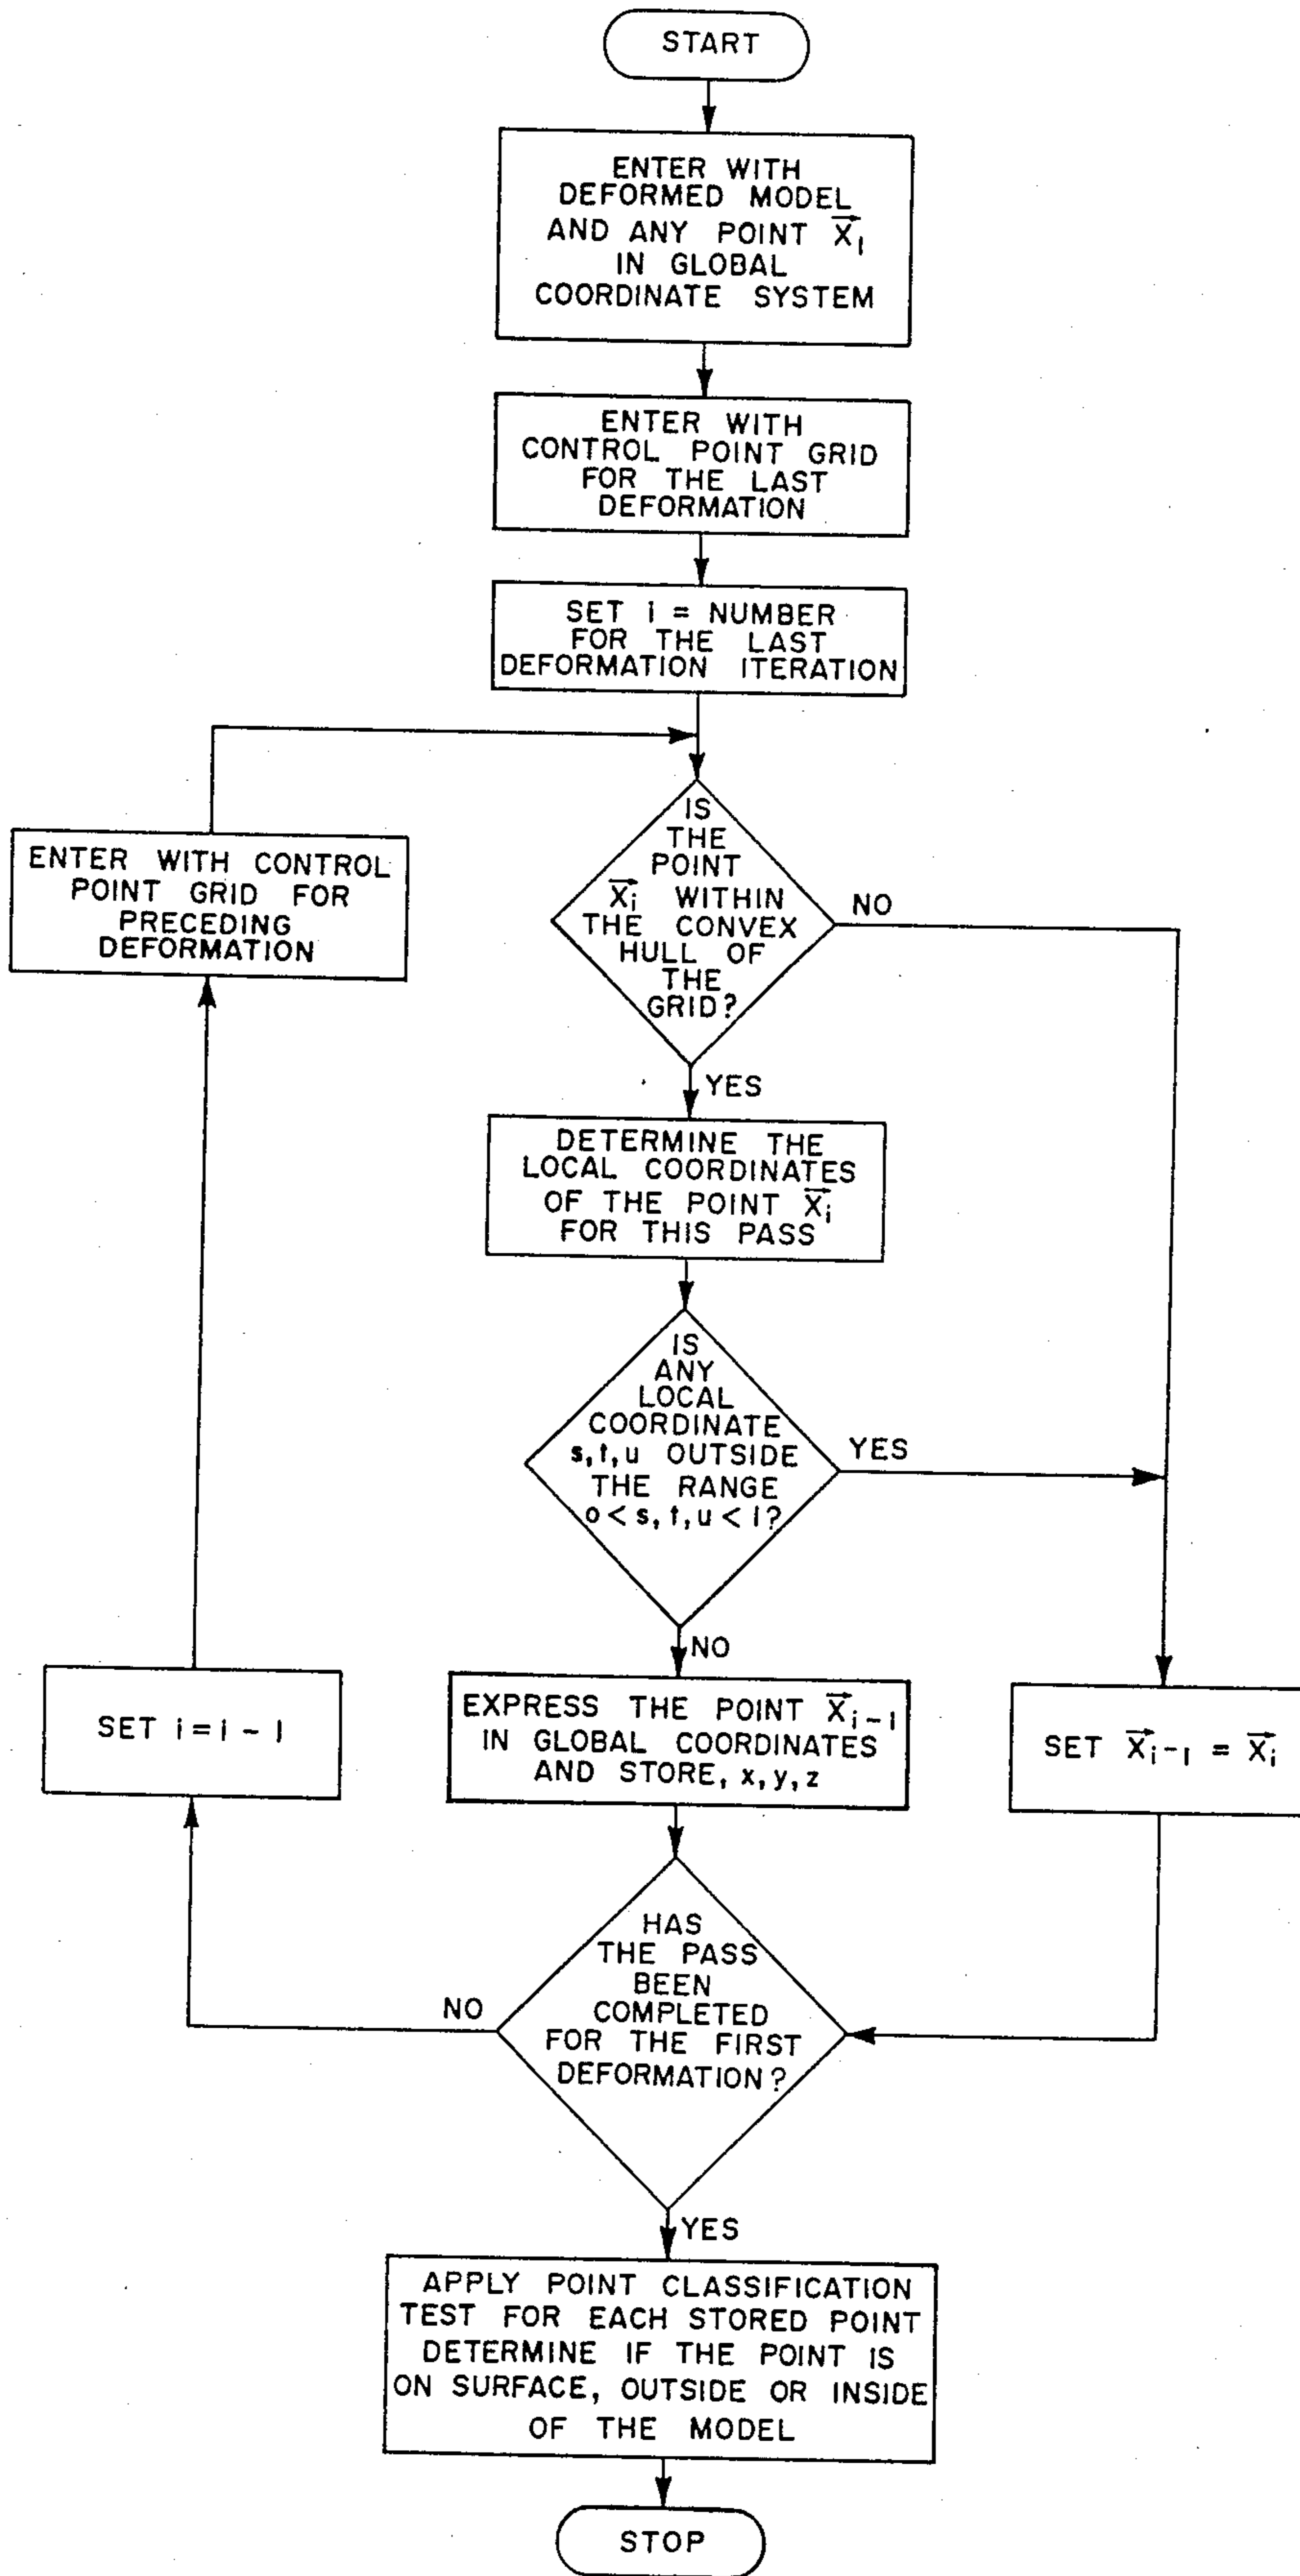 START
ENTER WITH
DEFORMED MODEL
AND ANY POINT X⃗i
IN GLOBAL
COORDINATE SYSTEM
ENTER WITH
CONTROL POINT GRID
FOR THE LAST
DEFORMATION
SET i = NUMBER
FOR THE LAST
DEFORMATION ITERATION
ENTER WITH CONTROL
POINT GRID FOR
PRECEDING
DEFORMATION
IS
THE
POINT
X⃗i WITHIN
THE CONVEX
HULL OF
THE
GRID?
NO
YES
DETERMINE THE
LOCAL COORDINATES
OF THE POINT X⃗i
FOR THIS PASS
IS
ANY
LOCAL
COORDINATE
s,t,u OUTSIDE
THE RANGE
o < s, t, u < 1?
YES
NO
SET i = i - 1
EXPRESS THE POINT X⃗i-1
IN GLOBAL COORDINATES
AND STORE, x, y, z
SET X⃗i-1 = X⃗i
HAS
THE PASS
BEEN
COMPLETED
FOR THE FIRST
DEFORMATION?
NO
YES
APPLY POINT CLASSIFICATION
TEST FOR EACH STORED POINT
DETERMINE IF THE POINT IS
ON SURFACE, OUTSIDE OR INSIDE
OF THE MODEL
STOP